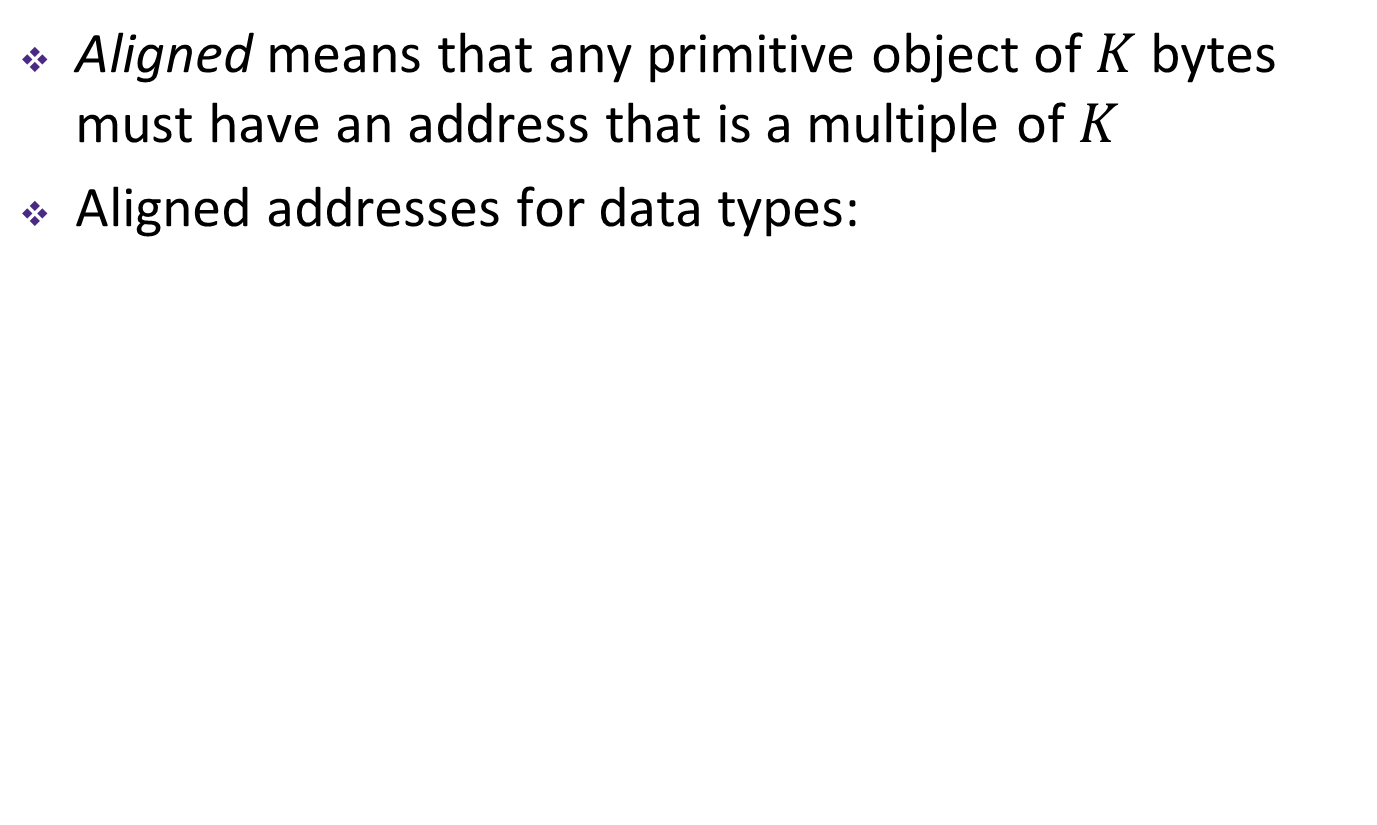 ❖ Aligned means that any primitive object of K bytes
must have an address that is a multiple of K
❖ Aligned addresses for data types: